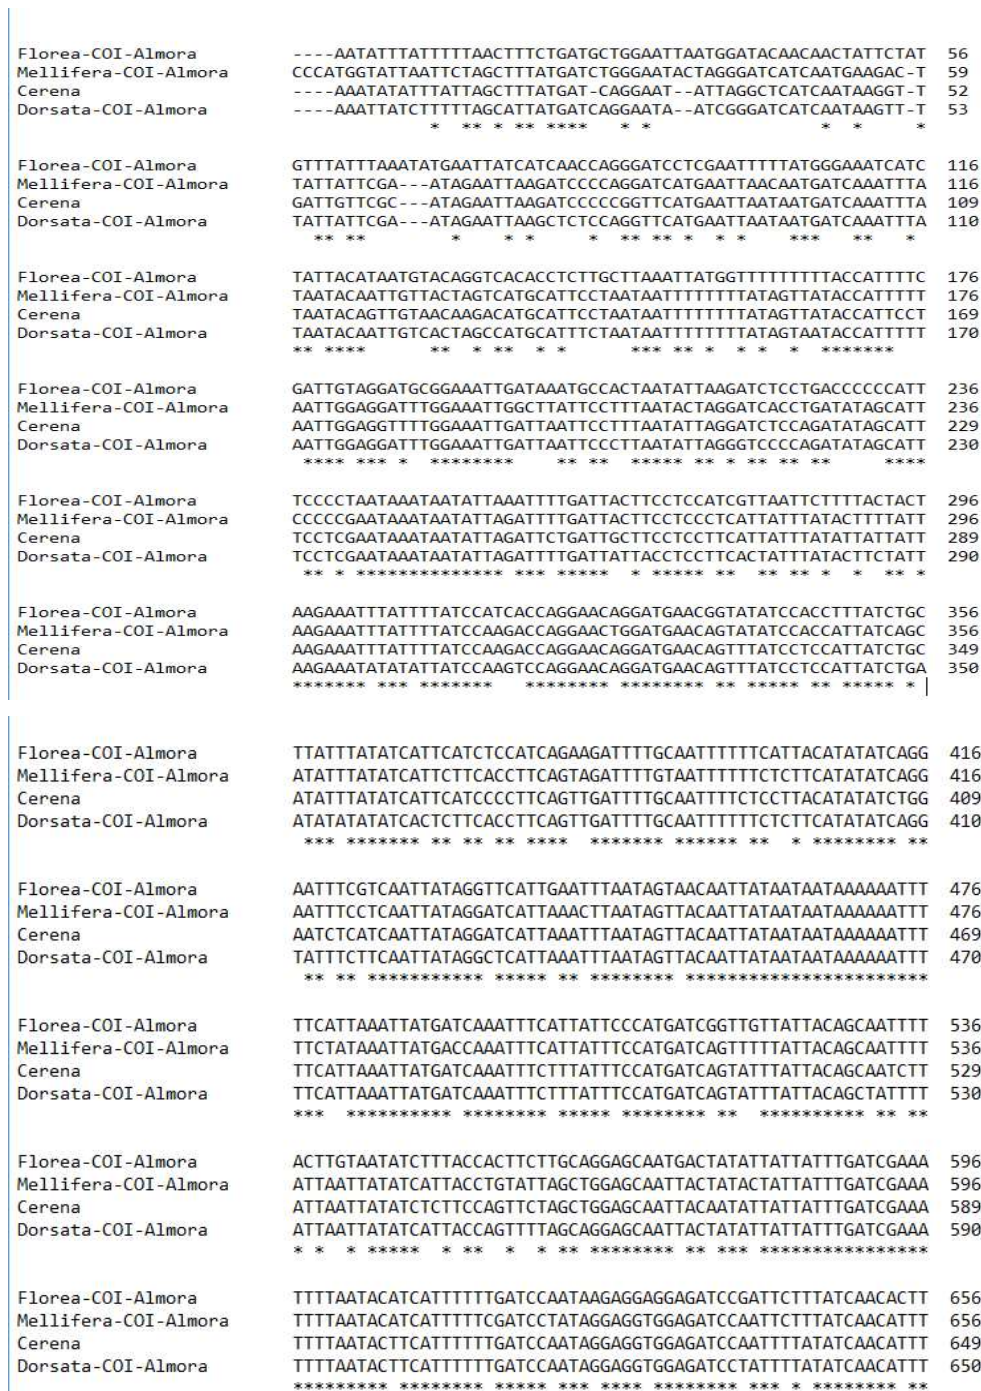 Florea-COI-Almora ----AATATTTATTTTTAACTTTCTGATGCTGGAATTAATGGATACAACAACTATTCTAT 56
Mellifera-COI-Almora CCCATGGTATTAATTCTAGCTTTATGATCTGGGAATACTAGGGATCATCAATGAAGAC-T 59
Cerena ----AAATATATTTATTAGCTTTATGAT-CAGGAAT--ATTAGGCTCATCAATAAGGT-T 52
Dorsata-COI-Almora ----AAATTATCTTTTTAGCATTATGATCAGGAATA--ATCGGGATCATCAATAAGTT-T 53
* ** * ** **** * * * * *
Florea-COI-Almora GTTTATTTAAATATGAATTATCATCAACCAGGGATCCTCGAATTTTTATGGGAAATCATC 116
Mellifera-COI-Almora TATTATTCGA---ATAGAATTAAGATCCCCAGGATCATGAATTAACAATGATCAAATTTA 116
Cerena GATTGTTCGC---ATAGAATTAAGATCCCCCGGTTCATGAATTAATAATGATCAAATTTA 109
Dorsata-COI-Almora TATTATTCGA---ATAGAATTAAGCTCTCCAGGTTCATGAATTAATAATGATCAAATTTA 110
** ** * * * * ** ** * * * *** ** *
Florea-COI-Almora TATTACATAATGTACAGGTCACACCTCTTGCTTAAATTATGGTTTTTTTTTACCATTTTC 176
Mellifera-COI-Almora TAATACAATTGTTACTAGTCATGCATTCCTAATAATTTTTTTTATAGTTATACCATTTTT 176
Cerena TAATACAGTTGTAACAAGACATGCATTCCTAATAATTTTTTTTATAGTTATACCATTCCT 169
Dorsata-COI-Almora TAATACAATTGTCACTAGCCATGCATTTCTAATAATTTTTTTTATAGTAATACCATTTTT 170
** **** ** * ** * * *** ** * * * * *******
Florea-COI-Almora GATTGTAGGATGCGGAAATTGATAAATGCCACTAATATTAAGATCTCCTGACCCCCCATT 236
Mellifera-COI-Almora AATTGGAGGATTTGGAAATTGGCTTATTCCTTTAATACTAGGATCACCTGATATAGCATT 236
Cerena AATTGGAGGTTTTGGAAATTGATTAATTCCTTTAATATTAGGATCTCCAGATATAGCATT 229
Dorsata-COI-Almora AATTGGAGGATTTGGAAATTGATTAATTCCCTTAATATTAGGGTCCCCAGATATAGCATT 230
**** *** * ******** ** ** ***** ** * ** ** ** ****
Florea-COI-Almora TCCCCTAATAAATAATATTAAATTTTGATTACTTCCTCCATCGTTAATTCTTTTACTACT 296
Mellifera-COI-Almora CCCCCGAATAAATAATATTAGATTTTGATTACTTCCTCCCTCATTATTTATACTTTTATT 296
Cerena TCCTCGAATAAATAATATTAGATTCTGATTGCTTCCTCCTTCATTATTTATATTATTATT 289
Dorsata-COI-Almora TCCTCGAATAAATAATATTAGATTTTGATTATTACCTCCTTCACTATTTATACTTCTATT 290
** * ************** *** ***** * ***** ** ** ** * * ** *
Florea-COI-Almora AAGAAATTTATTTTATCCATCACCAGGAACAGGATGAACGGTATATCCACCTTTATCTGC 356
Mellifera-COI-Almora AAGAAATTTATTTTATCCAAGACCAGGAACTGGATGAACAGTATATCCACCATTATCAGC 356
Cerena AAGAAATTTATTTTATCCAAGACCAGGAACAGGATGAACAGTTTATCCTCCATTATCTGC 349
Dorsata-COI-Almora AAGAAATATATATTATCCAAGTCCAGGAACAGGATGAACAGTTTATCCTCCATTATCTGA 350
******* *** ******* ******** ******** ** ***** ** ***** *
Florea-COI-Almora TTATTTATATCATTCATCTCCATCAGAAGATTTTGCAATTTTTTCATTACATATATCAGG 416
Mellifera-COI-Almora ATATTTATATCATTCTTCACCTTCAGTAGATTTTGTAATTTTTTCTCTTCATATATCAGG 416
Cerena ATATTTATATCATTCATCCCCTTCAGTTGATTTTGCAATTTTCTCCTTACATATATCTGG 409
Dorsata-COI-Almora ATATATATATCACTCTTCACCTTCAGTTGATTTTGCAATTTTTTCTCTTCATATATCAGG 410
*** ******* ** ** ** **** ******* ****** ** * ******** **
Florea-COI-Almora AATTTCGTCAATTATAGGTTCATTGAATTTAATAGTAACAATTATAATAATAAAAAATTT 476
Mellifera-COI-Almora AATTTCCTCAATTATAGGATCATTAAACTTAATAGTTACAATTATAATAATAAAAAATTT 476
Cerena AATCTCATCAATTATAGGATCATTAAATTTAATAGTTACAATTATAATAATAAAAAATTT 469
Dorsata-COI-Almora TATTTCTTCAATTATAGGCTCATTAAATTTAATAGTTACAATTATAATAATAAAAAATTT 470
** ** *********** ***** ** ******** ***********************
Florea-COI-Almora TTCATTAAATTATGATCAAATTTCATTATTCCCATGATCGGTTGTTATTACAGCAATTTT 536
Mellifera-COI-Almora TTCTATAAATTATGACCAAATTTCATTATTTCCATGATCAGTTTTTATTACAGCAATTTT 536
Cerena TTCATTAAATTATGATCAAATTTCTTTATTTCCATGATCAGTATTTATTACAGCAATCTT 529
Dorsata-COI-Almora TTCATTAAATTATGATCAAATTTCTTTATTTCCATGATCAGTATTTATTACAGCTATTTT 530
*** ********** ******** ***** ******** ** ********** ** **
Florea-COI-Almora ACTTGTAATATCTTTACCACTTCTTGCAGGAGCAATGACTATATTATTATTTGATCGAAA 596
Mellifera-COI-Almora ATTAATTATATCATTACCTGTATTAGCTGGAGCAATTACTATACTATTATTTGATCGAAA 596
Cerena ATTAATTATATCTCTTCCAGTTCTAGCTGGAGCAATTACAATATTATTATTTGATCGAAA 589
Dorsata-COI-Almora ATTAATTATATCATTACCAGTTTTAGCAGGAGCAATTACTATATTATTATTTGATCGAAA 590
* * * ***** * ** * * ** ******** ** *** ****************
Florea-COI-Almora TTTTAATACATCATTTTTTGATCCAATAAGAGGAGGAGATCCGATTCTTTATCAACACTT 656
Mellifera-COI-Almora TTTTAATACATCATTTTTCGATCCTATAGGAGGTGGAGATCCAATTCTTTATCAACATTT 656
Cerena TTTTAATACTTCATTTTTTGATCCAATAGGAGGTGGAGATCCAATTTTATATCAACATTT 649
Dorsata-COI-Almora TTTTAATACTTCATTTTTTGATCCAATAGGAGGTGGAGATCCTATTTTATATCAACATTT 650
********* ******** ***** *** **** ******** *** * ******** **